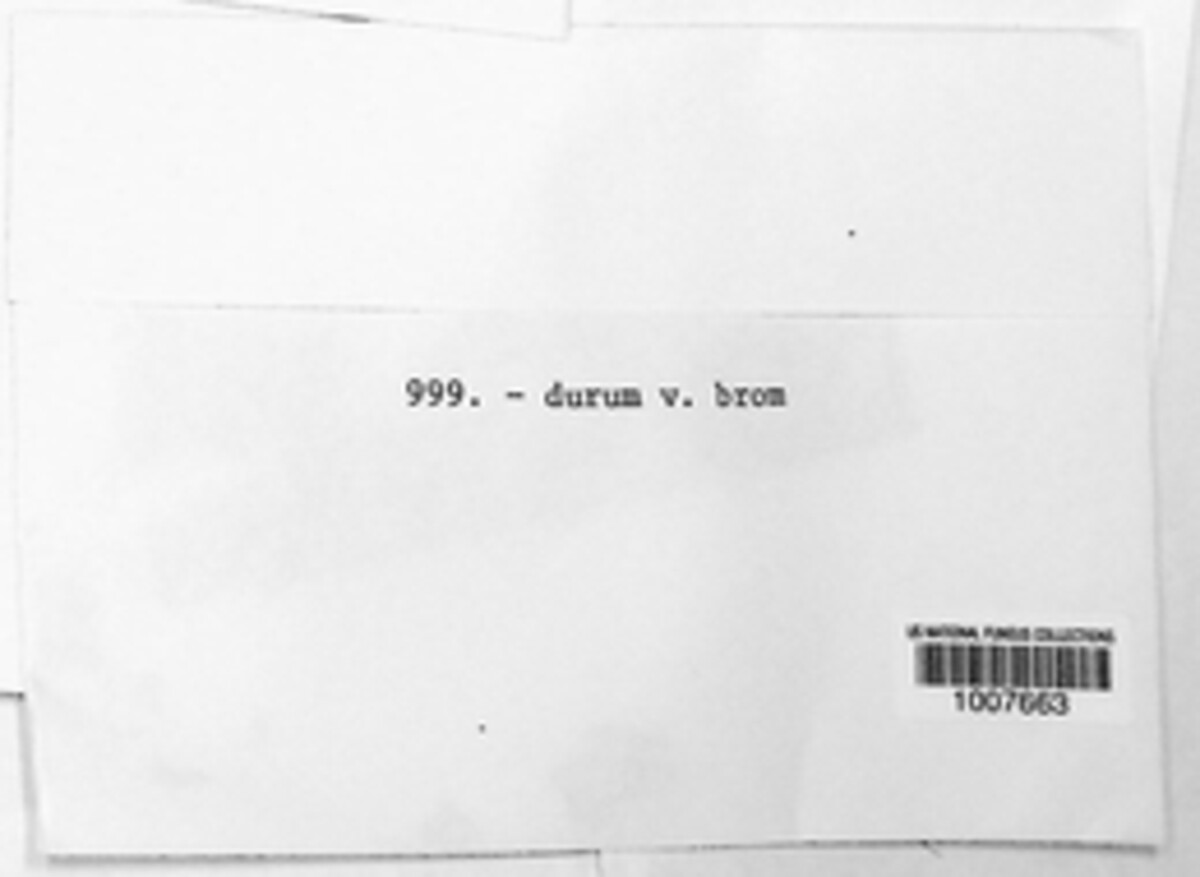 999. - durum v. brom
US NATIONAL FUNGUS COLLECTIONS
1007663